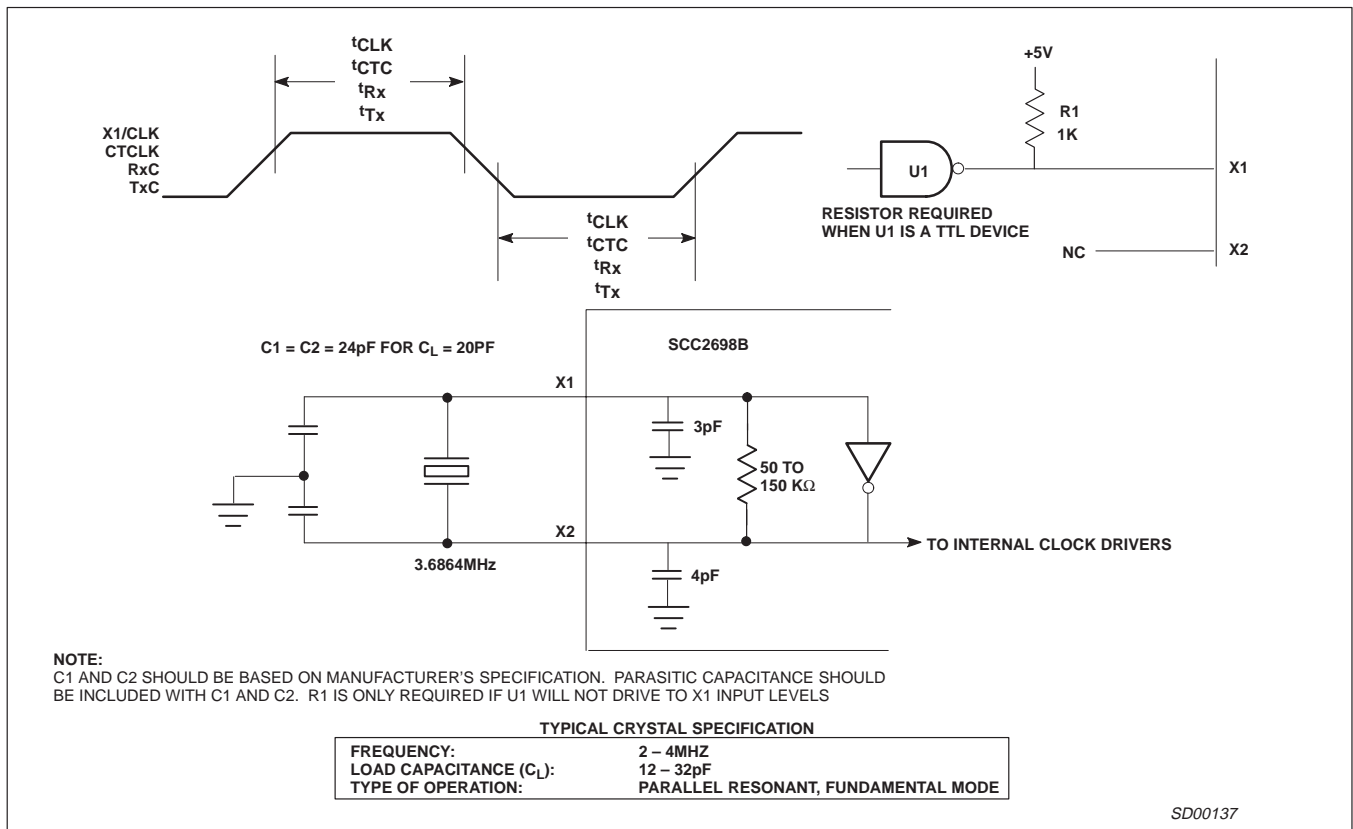 tCLK
tCTC
tRx
tTx
X1/CLK
CTCLK
RxC
TxC
tCLK
tCTC
tRx
tTx
+5V
R1
1K
U1
X1
RESISTOR REQUIRED
WHEN U1 IS A TTL DEVICE
NC
X2
C1 = C2 = 24pF FOR CL = 20PF
SCC2698B
X1
3pF
50 TO
150 KΩ
X2
TO INTERNAL CLOCK DRIVERS
3.6864MHz
4pF
NOTE:
C1 AND C2 SHOULD BE BASED ON MANUFACTURER'S SPECIFICATION. PARASITIC CAPACITANCE SHOULD
BE INCLUDED WITH C1 AND C2. R1 IS ONLY REQUIRED IF U1 WILL NOT DRIVE TO X1 INPUT LEVELS
TYPICAL CRYSTAL SPECIFICATION
FREQUENCY: 2 – 4MHZ
LOAD CAPACITANCE (CL): 12 – 32pF
TYPE OF OPERATION: PARALLEL RESONANT, FUNDAMENTAL MODE
SD00137